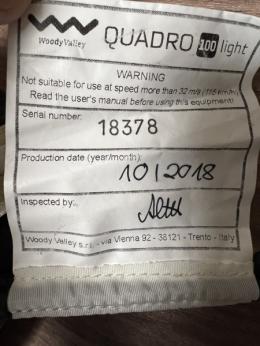 Woody Valley QUADRO 100 light
WARNING
Not suitable for use at speed more than 32 m/s (115 km/h)
Read the user's manual before using this equipment!
Serial number:
18378
Production date (year/month):
10/2018
Inspected by:
Woody Valley s.r.l. - via Vienna 92 - 38121 - Trento - Italy